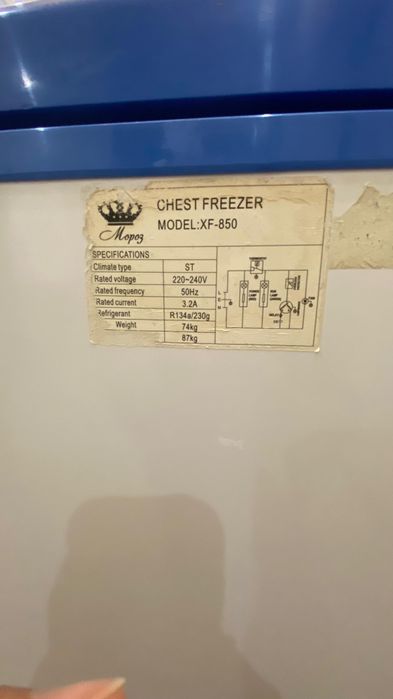 Мороз
CHEST FREEZER
MODEL:XF-850
SPECIFICATIONS
Climate type ST
Rated voltage 220~240V
Rated frequency 50Hz
Rated current 3.2A
Refrigerant R134a/230g
Weight 74kg
87kg
L
E
N